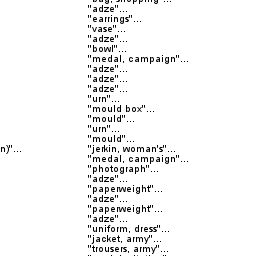 "bag, shopping"...
"adze"...
"earrings"...
"vase"...
"adze"...
"bowl"...
"medal, campaign"...
"adze"...
"adze"...
"adze"...
"urn"...
"mould box"...
"mould"...
"urn"...
"mould"...
n)"... "jerkin, woman's"...
"medal, campaign"...
"photograph"...
"adze"...
"paperweight"...
"adze"...
"paperweight"...
"adze"...
"uniform, dress"...
"jacket, army"...
"trousers, army"...